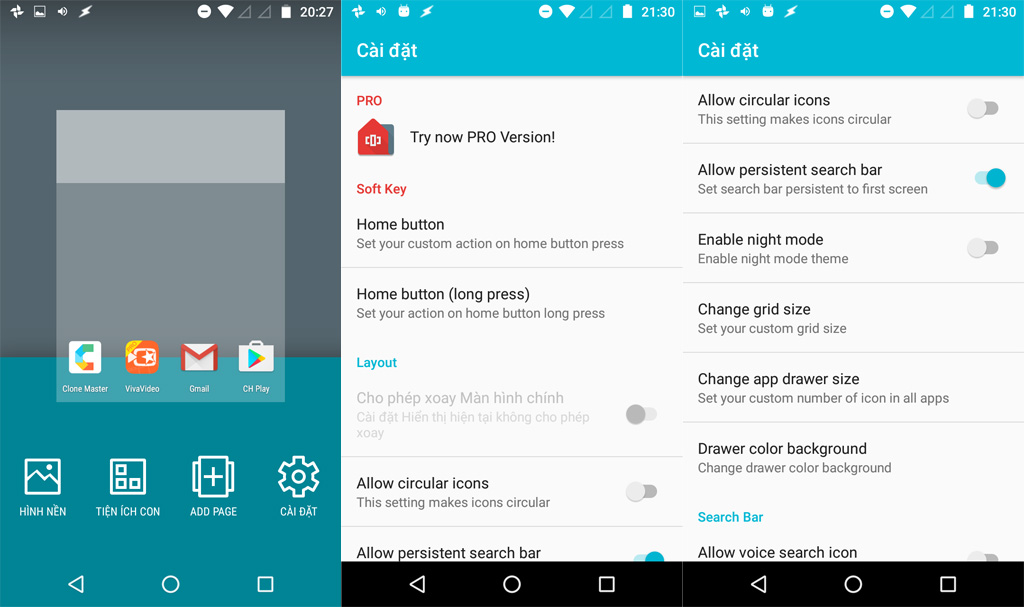 20:27
Clone Master
VivaVideo
Gmail
CH Play
HÌNH NỀN
TIỆN ÍCH CON
ADD PAGE
CÀI ĐẶT
21:30
Cài đặt
PRO
Try now PRO Version!
Soft Key
Home button
Set your custom action on home button press
Home button (long press)
Set your action on home button long press
Layout
Cho phép xoay Màn hình chính
Cài đặt Hiển thị hiện tại không cho phép
xoay
Allow circular icons
This setting makes icons circular
Allow persistent search bar
21:30
Cài đặt
Allow circular icons
This setting makes icons circular
Allow persistent search bar
Set search bar persistent to first screen
Enable night mode
Enable night mode theme
Change grid size
Set your custom grid size
Change app drawer size
Set your custom number of icon in all apps
Drawer color background
Change drawer color background
Search Bar
Allow voice search icon